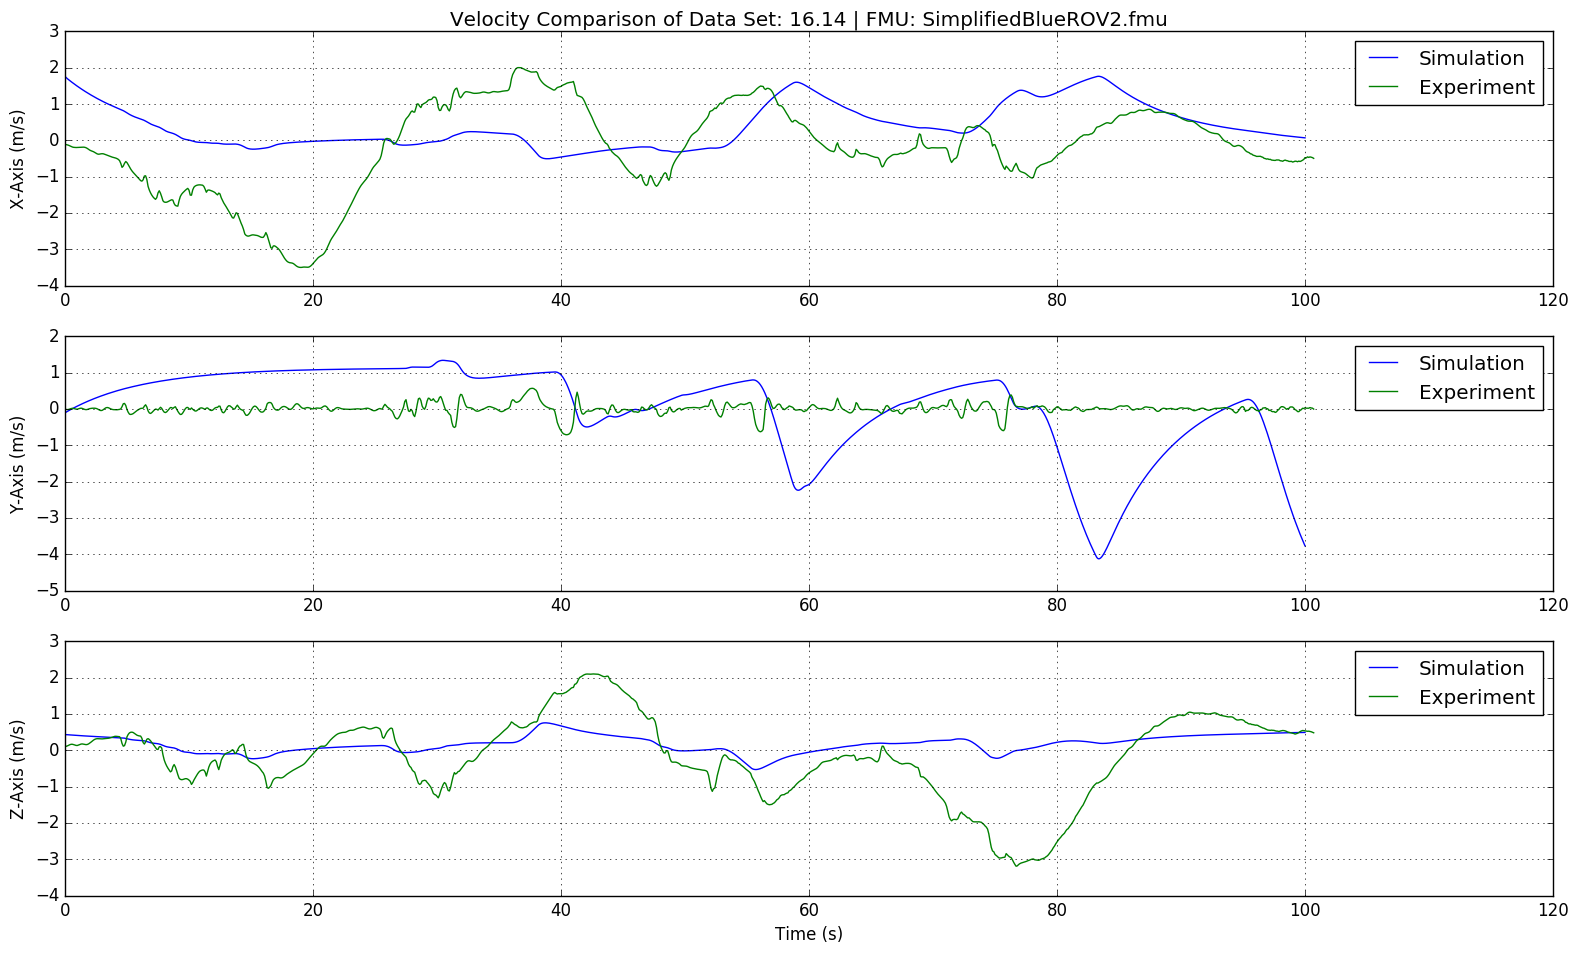 Velocity Comparison of Data Set: 16.14 | FMU: SimplifiedBlueROV2.fmu
3
2
1
0
−1
−2
−3
−4
X-Axis (m/s)
Simulation
Experiment
0 20 40 60 80 100 120
2
1
0
−1
−2
−3
−4
−5
Y-Axis (m/s)
Simulation
Experiment
0 20 40 60 80 100 120
3
2
1
0
−1
−2
−3
−4
Z-Axis (m/s)
Simulation
Experiment
0 20 40 60 80 100 120
Time (s)